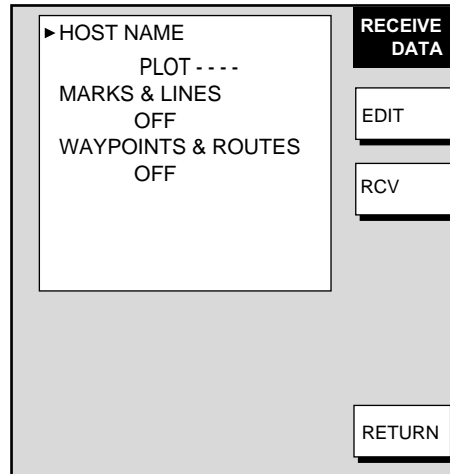 ►HOST NAME
PLOT - - - -
MARKS & LINES
OFF
WAYPOINTS & ROUTES
OFF
RECEIVE
DATA
EDIT
RCV
RETURN